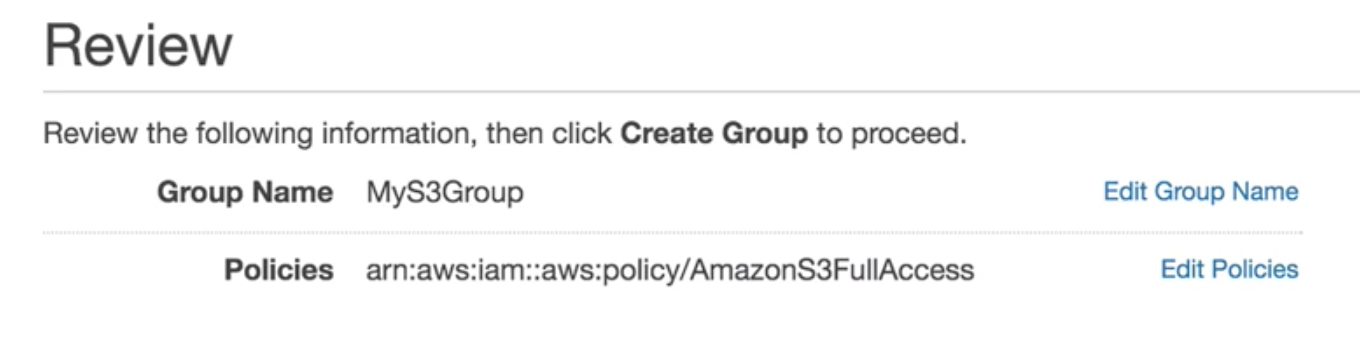 Review
Review the following information, then click Create Group to proceed.
Group Name MyS3Group Edit Group Name
Policies arn:aws:iam::aws:policy/AmazonS3FullAccess Edit Policies